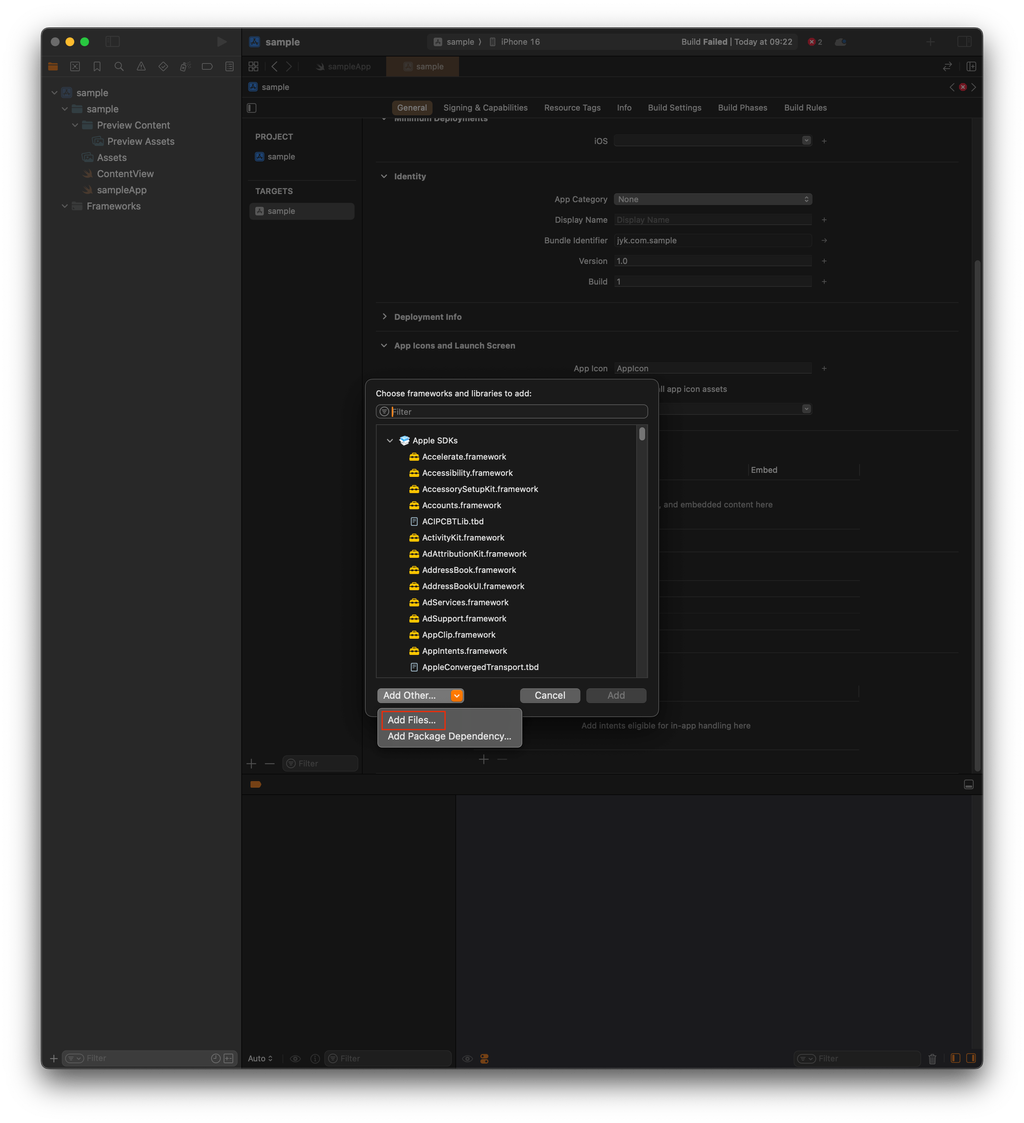 sample
sample 〉 iPhone 16
Build Failed | Today at 09:22
2
sampleApp
sample
sample
General
Signing & Capabilities
Resource Tags
Info
Build Settings
Build Phases
Build Rules
sample
sample
Preview Content
Preview Assets
Assets
ContentView
sampleApp
Frameworks
PROJECT
sample
TARGETS
sample
Minimum Deployments
iOS
Identity
App Category
None
Display Name
Display Name
Bundle Identifier
jyk.com.sample
Version
1.0
Build
1
Deployment Info
App Icons and Launch Screen
App Icon
AppIcon
ll app icon assets
Embed
, and embedded content here
Choose frameworks and libraries to add:
Filter
Apple SDKs
Accelerate.framework
Accessibility.framework
AccessorySetupKit.framework
Accounts.framework
ACIPCBTLib.tbd
ActivityKit.framework
AdAttributionKit.framework
AddressBook.framework
AddressBookUI.framework
AdServices.framework
AdSupport.framework
AppClip.framework
AppIntents.framework
AppleConvergedTransport.tbd
Add Other...
Cancel
Add
Add Files...
Add Package Dependency...
Add intents eligible for in-app handling here
Filter
Filter
Auto
Filter
Filter